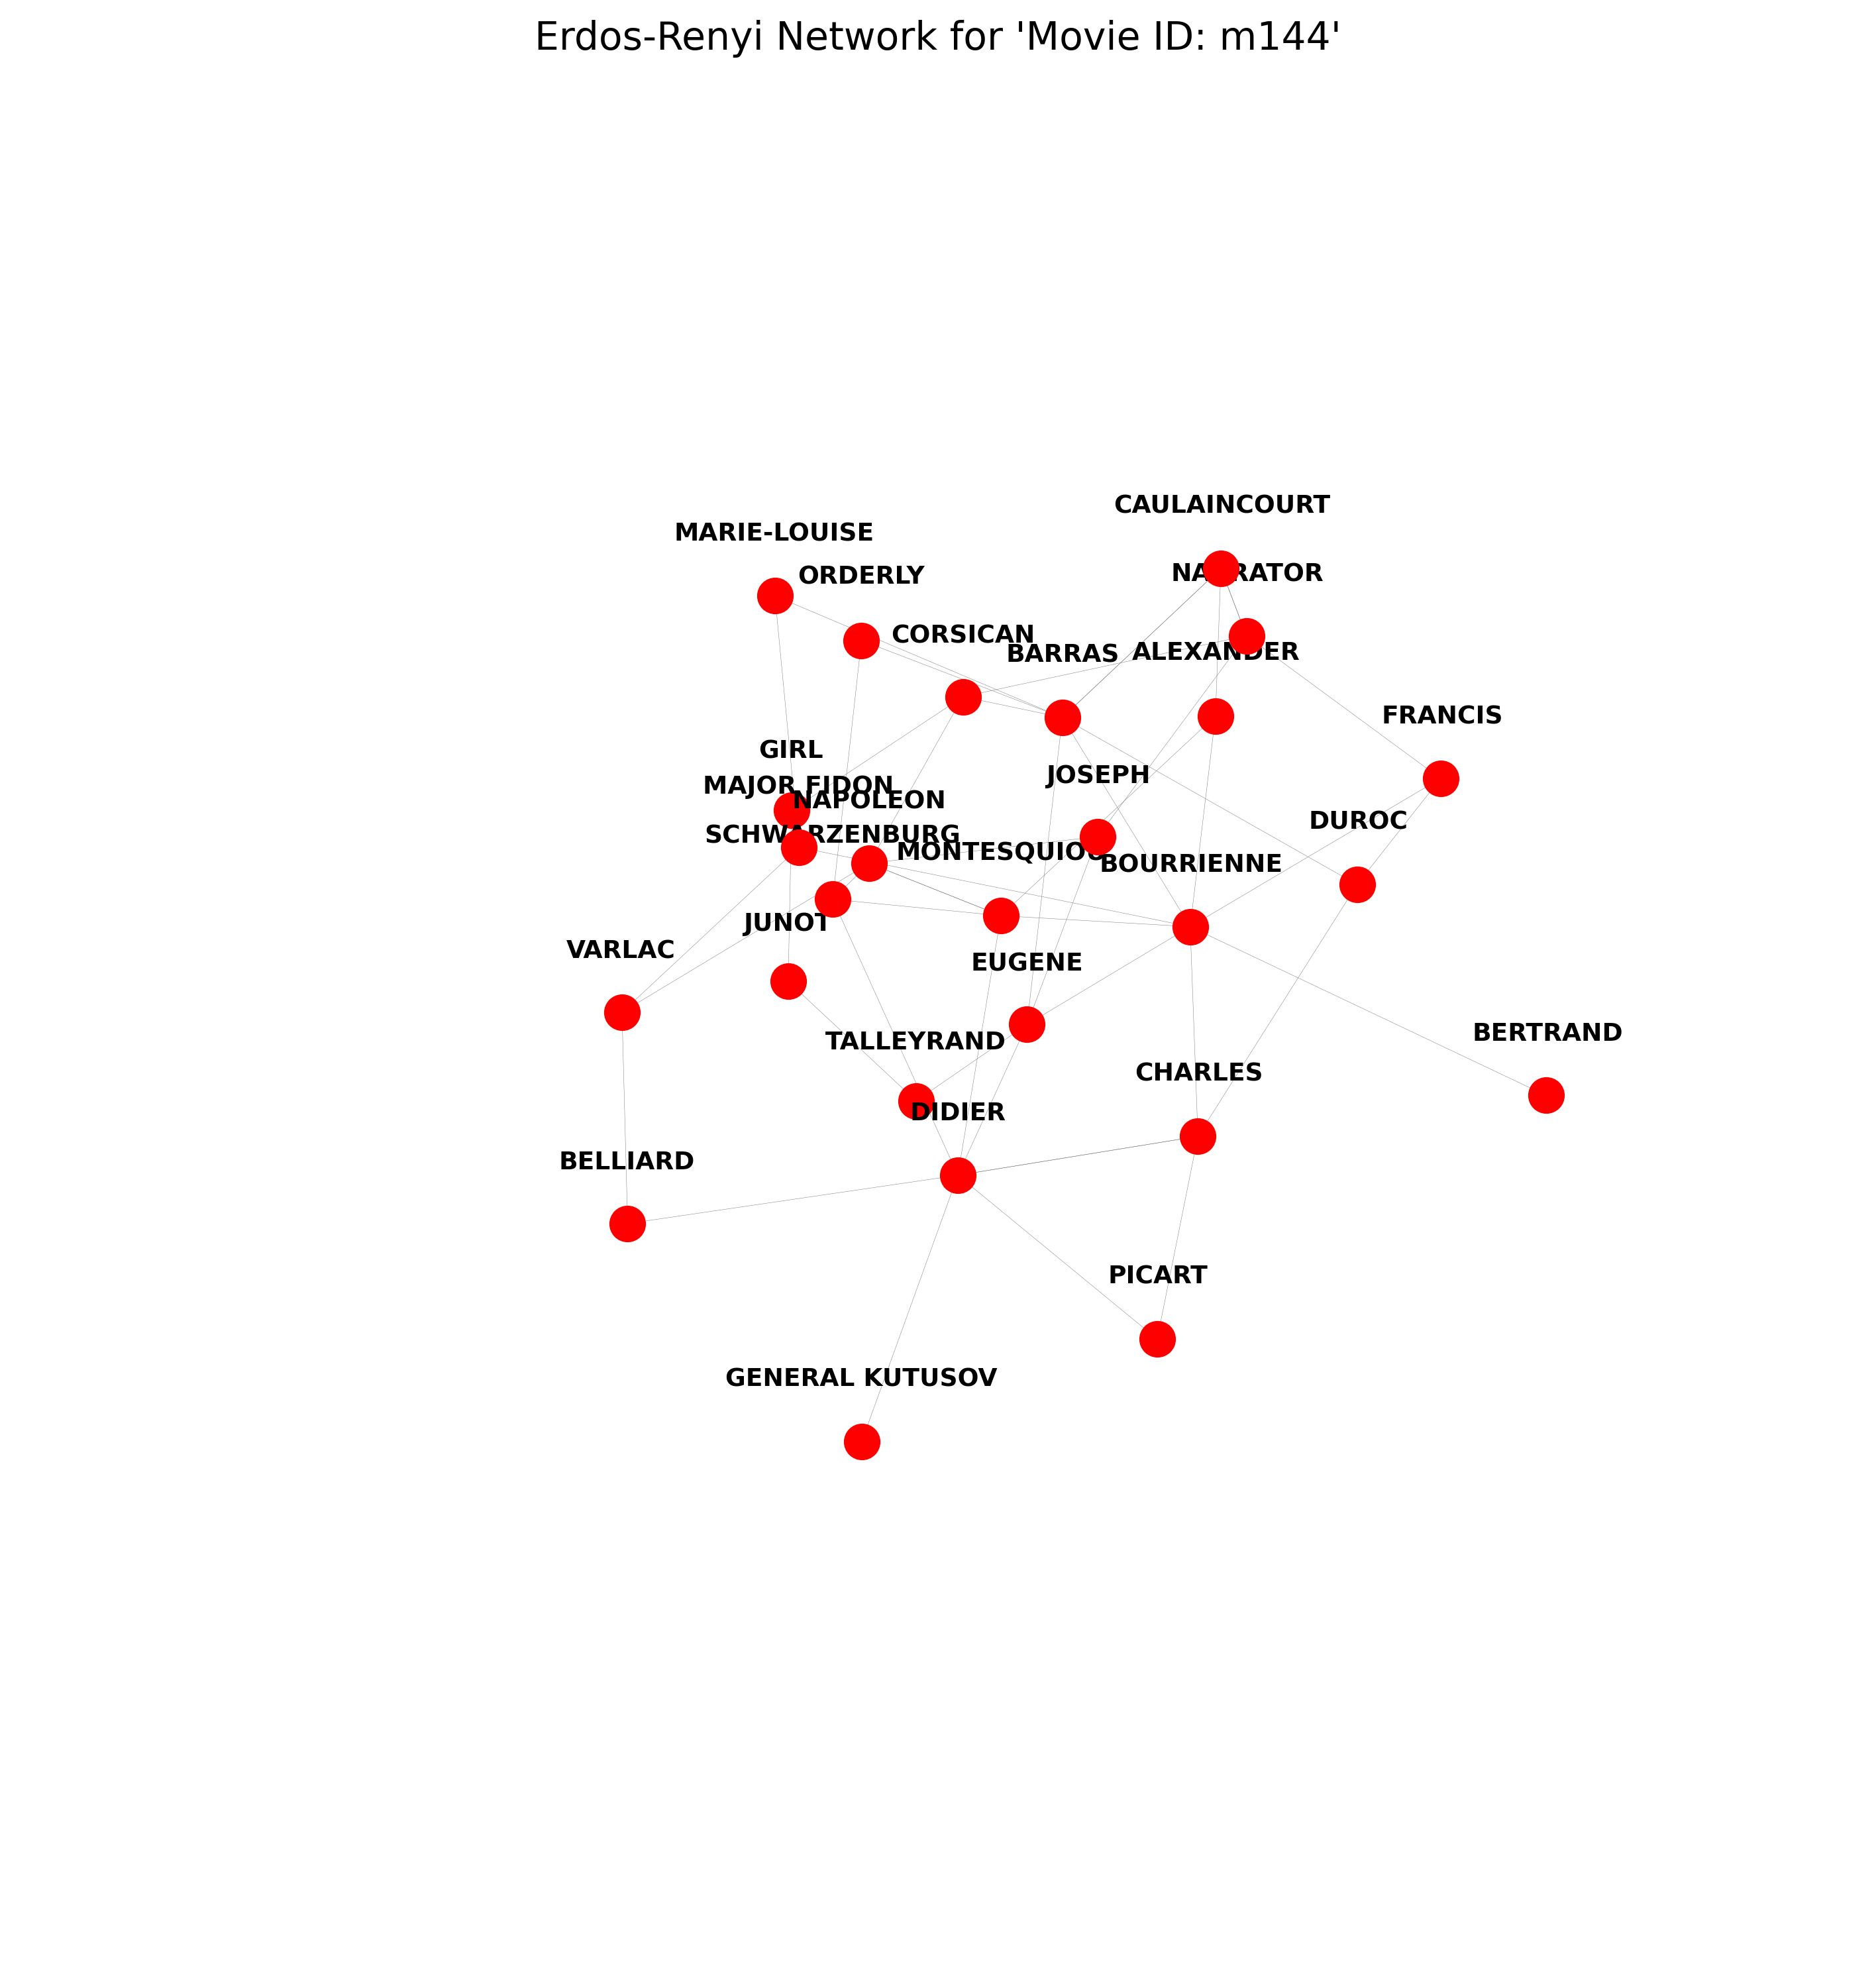 Erdos-Renyi Network for 'Movie ID: m144'
CAULAINCOURT
MARIE-LOUISE
NARRATOR
ORDERLY
CORSICAN
BARRAS
ALEXANDER
FRANCIS
GIRL
JOSEPH
MAJOR FIDON
NAPOLEON
DUROC
SCHWARZENBURG
MONTESQUIOU
BOURRIENNE
JUNOT
VARLAC
EUGENE
BERTRAND
TALLEYRAND
CHARLES
DIDIER
BELLIARD
PICART
GENERAL KUTUSOV